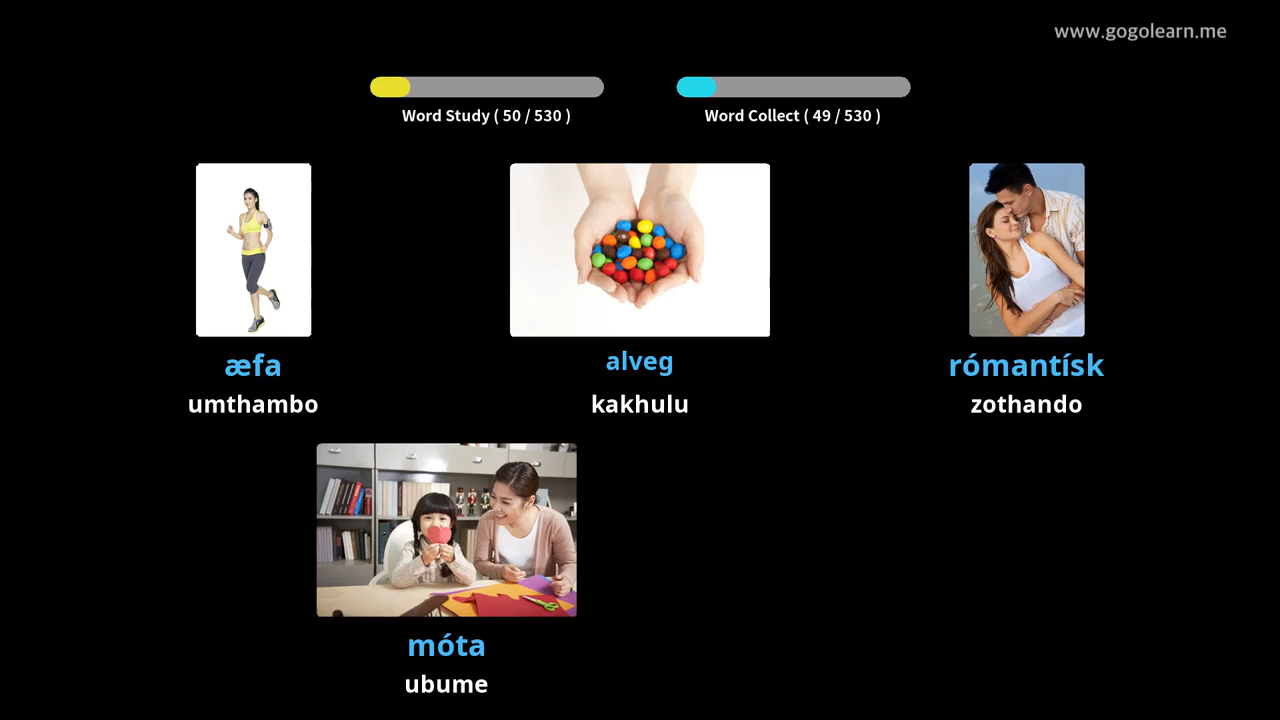 www.gogolearn.me
Word Study ( 50 / 530 )
Word Collect ( 49 / 530 )
æfa
umthambo
alveg
kakhulu
rómantísk
zothando
móta
ubume